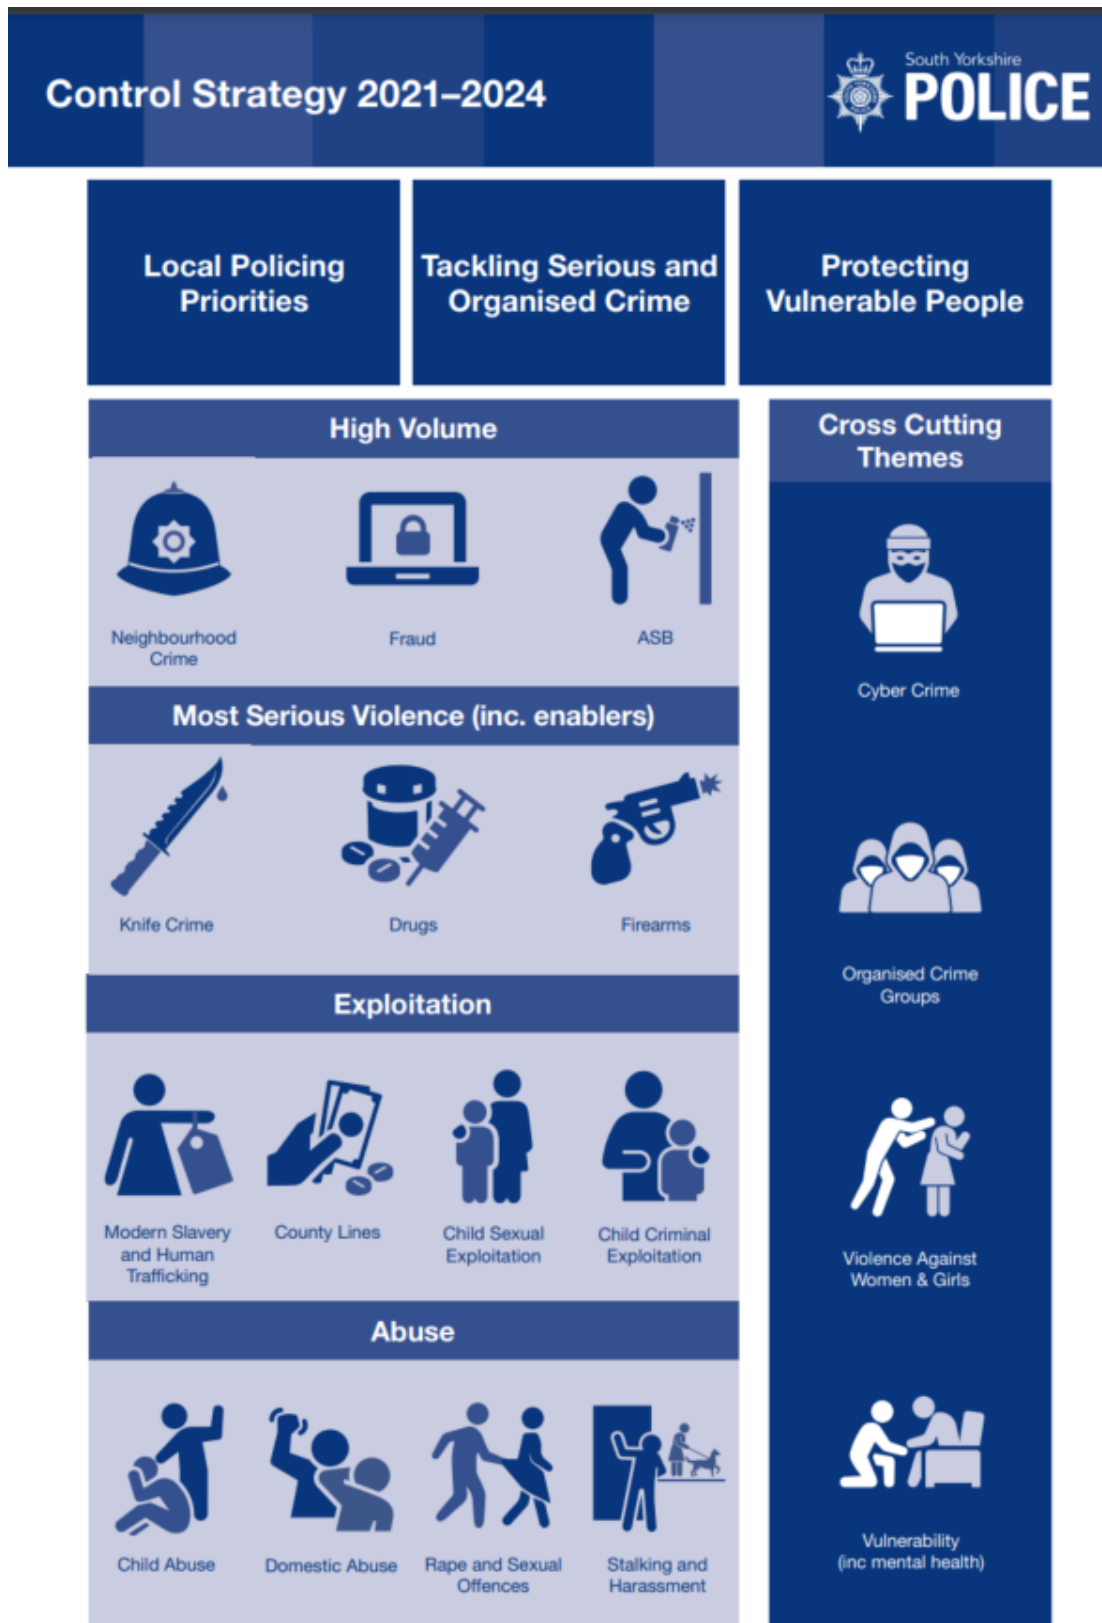 Control Strategy 2021–2024
South Yorkshire
POLICE
Local Policing
Priorities
Tackling Serious and
Organised Crime
Protecting
Vulnerable People
High Volume
Neighbourhood
Crime
Fraud
ASB
Most Serious Violence (inc. enablers)
Knife Crime
Drugs
Firearms
Exploitation
Modern Slavery
and Human
Trafficking
County Lines
Child Sexual
Exploitation
Child Criminal
Exploitation
Abuse
Child Abuse
Domestic Abuse
Rape and Sexual
Offences
Stalking and
Harassment
Cross Cutting
Themes
Cyber Crime
Organised Crime
Groups
Violence Against
Women & Girls
Vulnerability
(inc mental health)